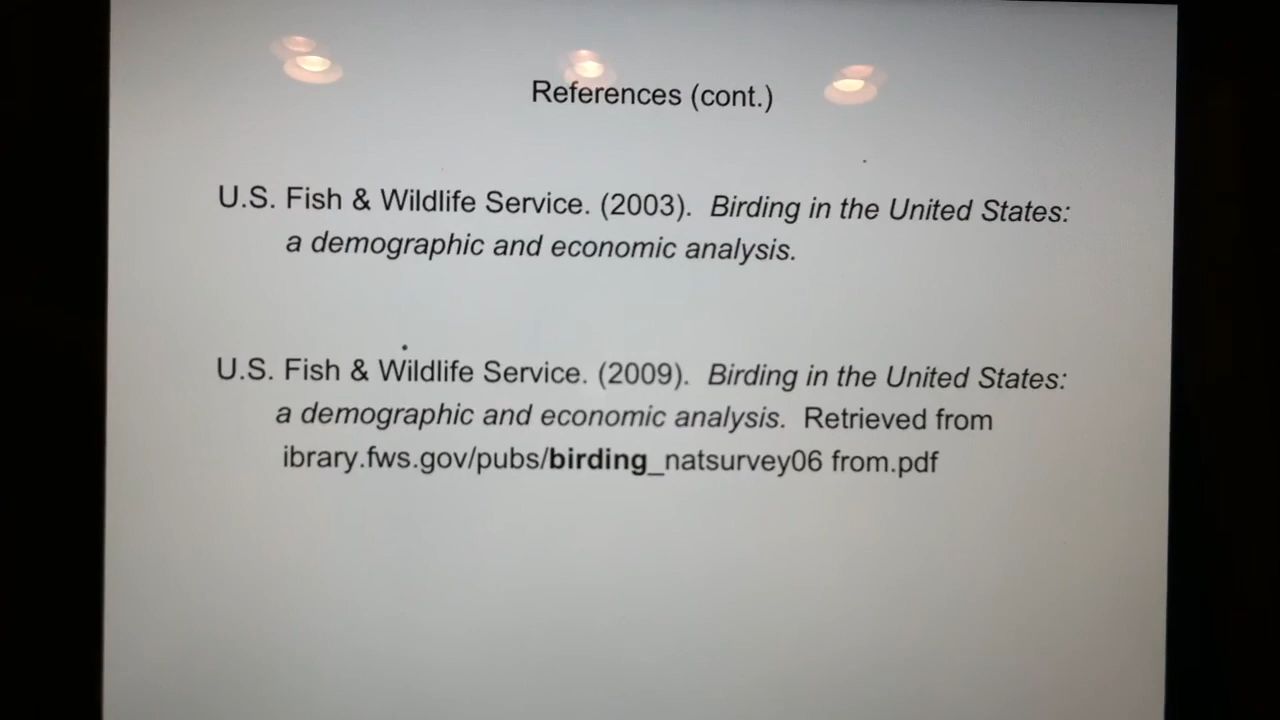 References (cont.)
U.S. Fish & Wildlife Service. (2003).  Birding in the United States:
a demographic and economic analysis.
U.S. Fish & Wildlife Service. (2009).  Birding in the United States:
a demographic and economic analysis.  Retrieved from
ibrary.fws.gov/pubs/birding_natsurvey06 from.pdf